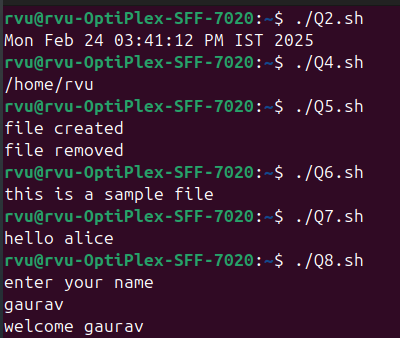 rvu@rvu-OptiPlex-SFF-7020:~$ ./Q2.sh
Mon Feb 24 03:41:12 PM IST 2025
rvu@rvu-OptiPlex-SFF-7020:~$ ./Q4.sh
/home/rvu
rvu@rvu-OptiPlex-SFF-7020:~$ ./Q5.sh
file created
file removed
rvu@rvu-OptiPlex-SFF-7020:~$ ./Q6.sh
this is a sample file
rvu@rvu-OptiPlex-SFF-7020:~$ ./Q7.sh
hello alice
rvu@rvu-OptiPlex-SFF-7020:~$ ./Q8.sh
enter your name
gaurav
welcome gaurav